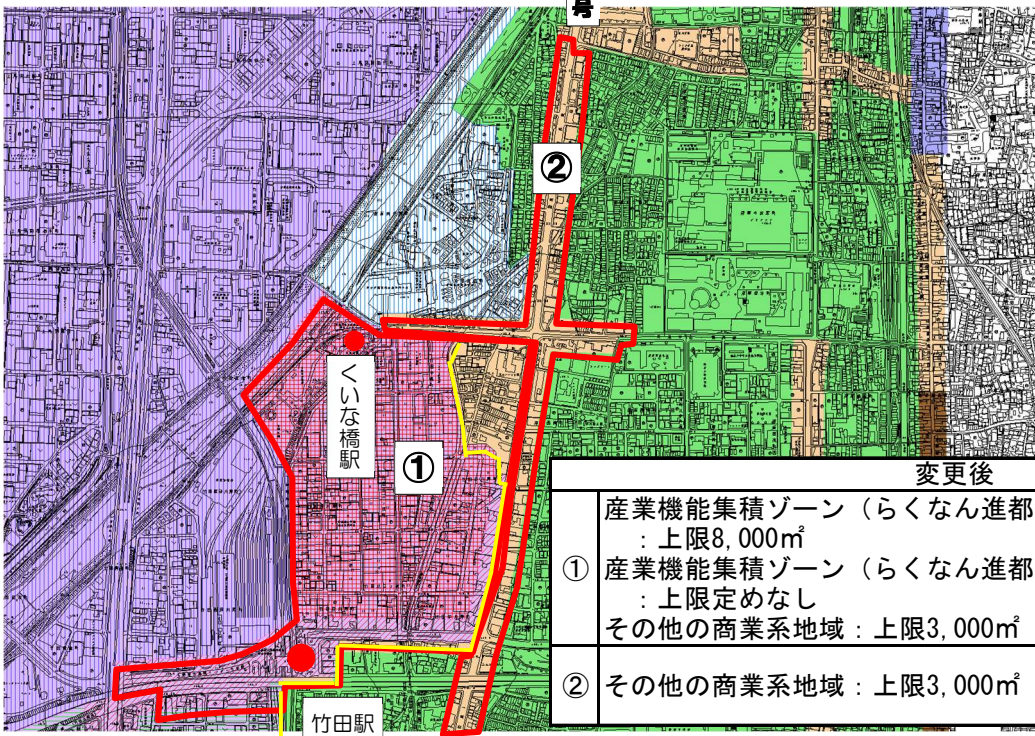 号
②
くいな橋駅
①
竹田駅
変更後
① 産業機能集積ゾーン（らくなん進都
：上限8,000㎡
産業機能集積ゾーン（らくなん進都
：上限定めなし
その他の商業系地域：上限3,000㎡
② その他の商業系地域：上限3,000㎡